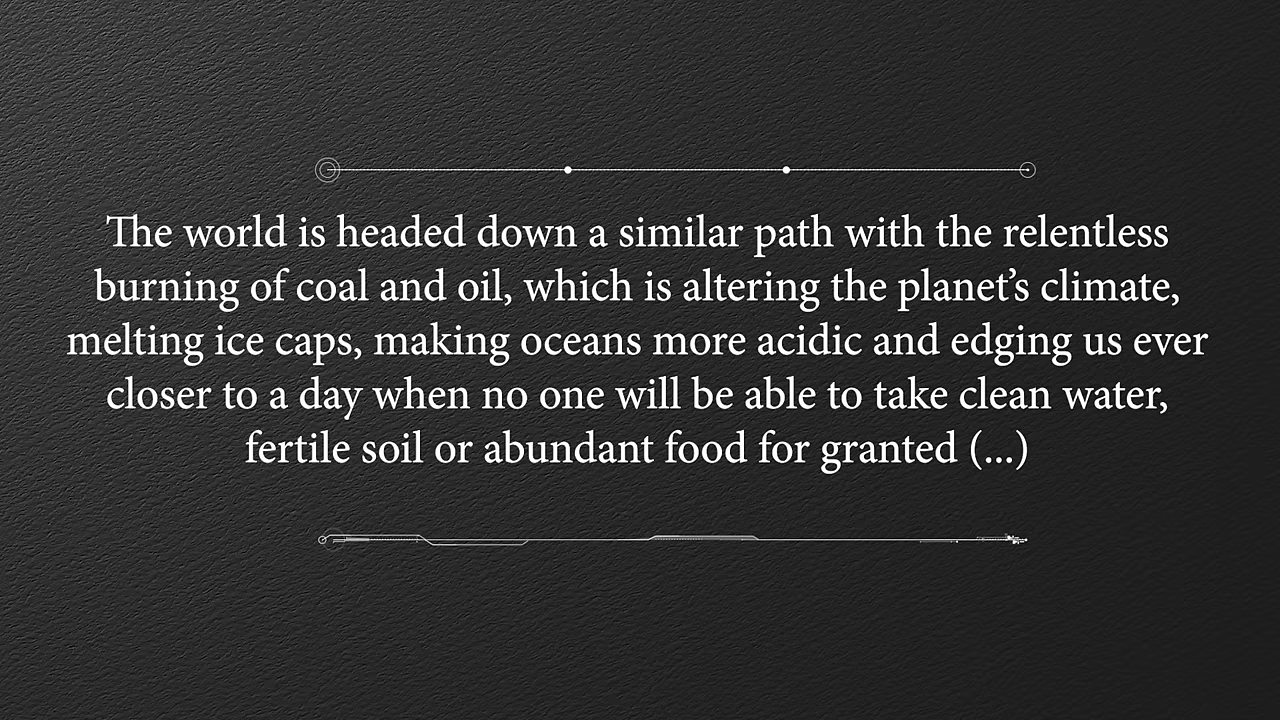 The world is headed down a similar path with the relentless
burning of coal and oil, which is altering the planet’s climate,
melting ice caps, making oceans more acidic and edging us ever
closer to a day when no one will be able to take clean water,
fertile soil or abundant food for granted (...)